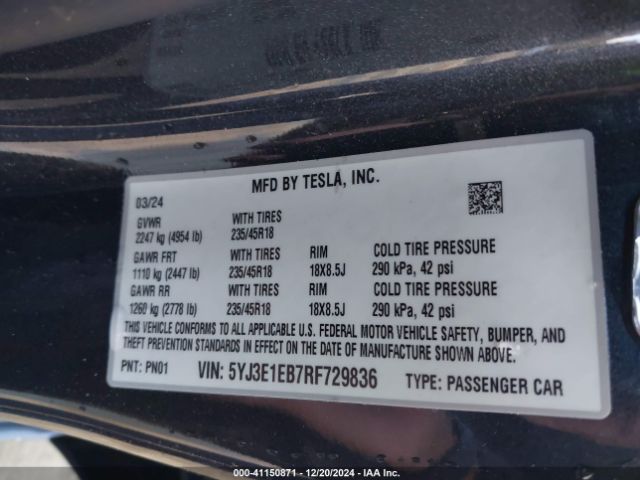 MFD BY TESLA, INC.
03/24
GVWR WITH TIRES
2247 kg (4954 lb) 235/45R18
GAWR FRT WITH TIRES RIM COLD TIRE PRESSURE
1110 kg (2447 lb) 235/45R18 18X8.5J 290 kPa, 42 psi
GAWR RR WITH TIRES RIM COLD TIRE PRESSURE
1260 kg (2778 lb) 235/45R18 18X8.5J 290 kPa, 42 psi
THIS VEHICLE CONFORMS TO ALL APPLICABLE U.S. FEDERAL MOTOR VEHICLE SAFETY, BUMPER, AND
THEFT PREVENTION STANDARDS IN EFFECT ON THE DATE OF MANUFACTURE SHOWN ABOVE.
PNT: PN01 VIN: 5YJ3E1EB7RF729836 TYPE: PASSENGER CAR
000-41150871 - 12/20/2024 - IAA Inc.